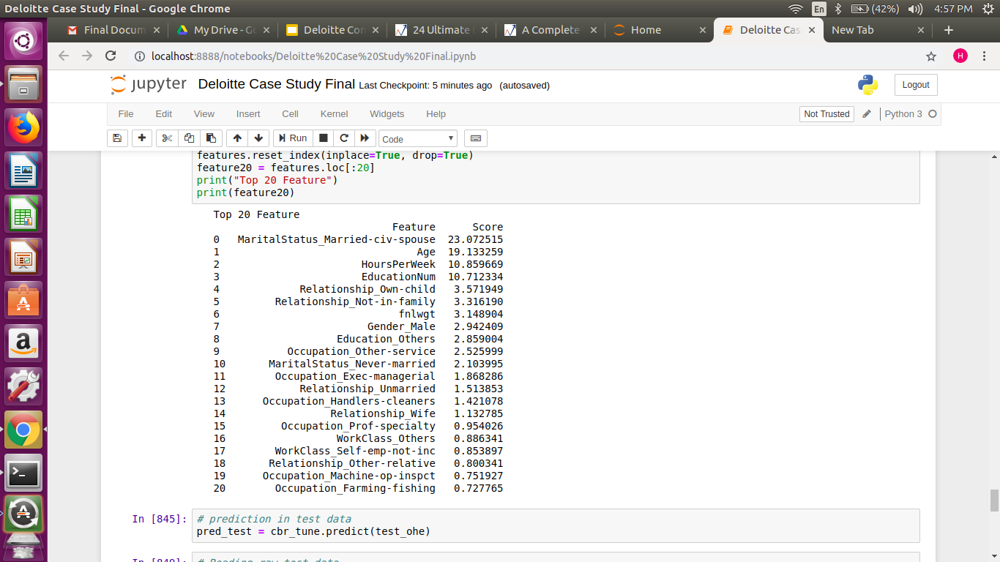 Deloitte Case Study Final - Google Chrome
En (42%) 4:57 PM
Final Docum
My Drive - Go
Deloitte Con
24 Ultimate
A Complete
Home
Deloitte Cas
New Tab
localhost:8888/notebooks/Deloitte%20Case%20Study%20Final.ipynb
H
jupyter Deloitte Case Study Final Last Checkpoint: 5 minutes ago (autosaved)
Logout
File Edit View Insert Cell Kernel Widgets Help
Not Trusted
Python 3
Run
Code
features.reset_index(inplace=True, drop=True)
feature20 = features.loc[:20]
print("Top 20 Feature")
print(feature20)
Top 20 Feature
Feature Score
0 MaritalStatus_Married-civ-spouse 23.072515
1 Age 19.133259
2 HoursPerWeek 10.859669
3 EducationNum 10.712334
4 Relationship_Own-child 3.571949
5 Relationship_Not-in-family 3.316190
6 fnlwgt 3.148904
7 Gender_Male 2.942409
8 Education_Others 2.859004
9 Occupation_Other-service 2.525999
10 MaritalStatus_Never-married 2.103995
11 Occupation_Exec-managerial 1.868286
12 Relationship_Unmarried 1.513853
13 Occupation_Handlers-cleaners 1.421078
14 Relationship_Wife 1.132785
15 Occupation_Prof-specialty 0.954026
16 WorkClass_Others 0.886341
17 WorkClass_Self-emp-not-inc 0.853897
18 Relationship_Other-relative 0.800341
19 Occupation_Machine-op-inspct 0.751927
20 Occupation_Farming-fishing 0.727765
In [845]: # prediction in test data
pred_test = cbr_tune.predict(test_ohe)